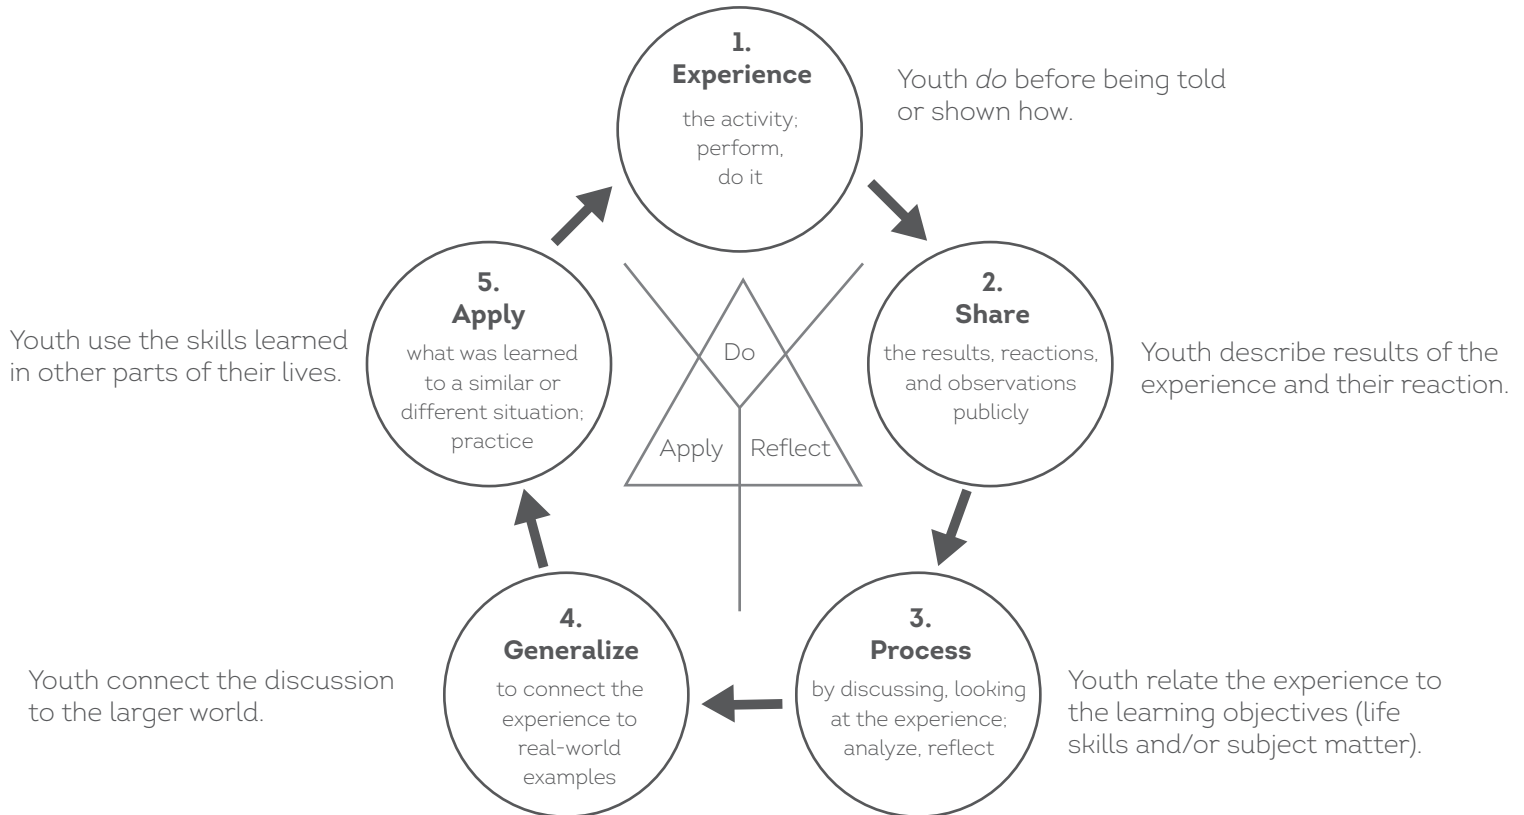 1.
Experience
the activity;
perform,
do it
Youth do before being told
or shown how.
2.
Share
the results, reactions,
and observations
publicly
Youth describe results of the
experience and their reaction.
3.
Process
by discussing, looking
at the experience;
analyze, reflect
Youth relate the experience to
the learning objectives (life
skills and/or subject matter).
4.
Generalize
to connect the
experience to
real-world
examples
Youth connect the discussion
to the larger world.
5.
Apply
what was learned
to a similar or
different situation;
practice
Youth use the skills learned
in other parts of their lives.
Do
Apply
Reflect